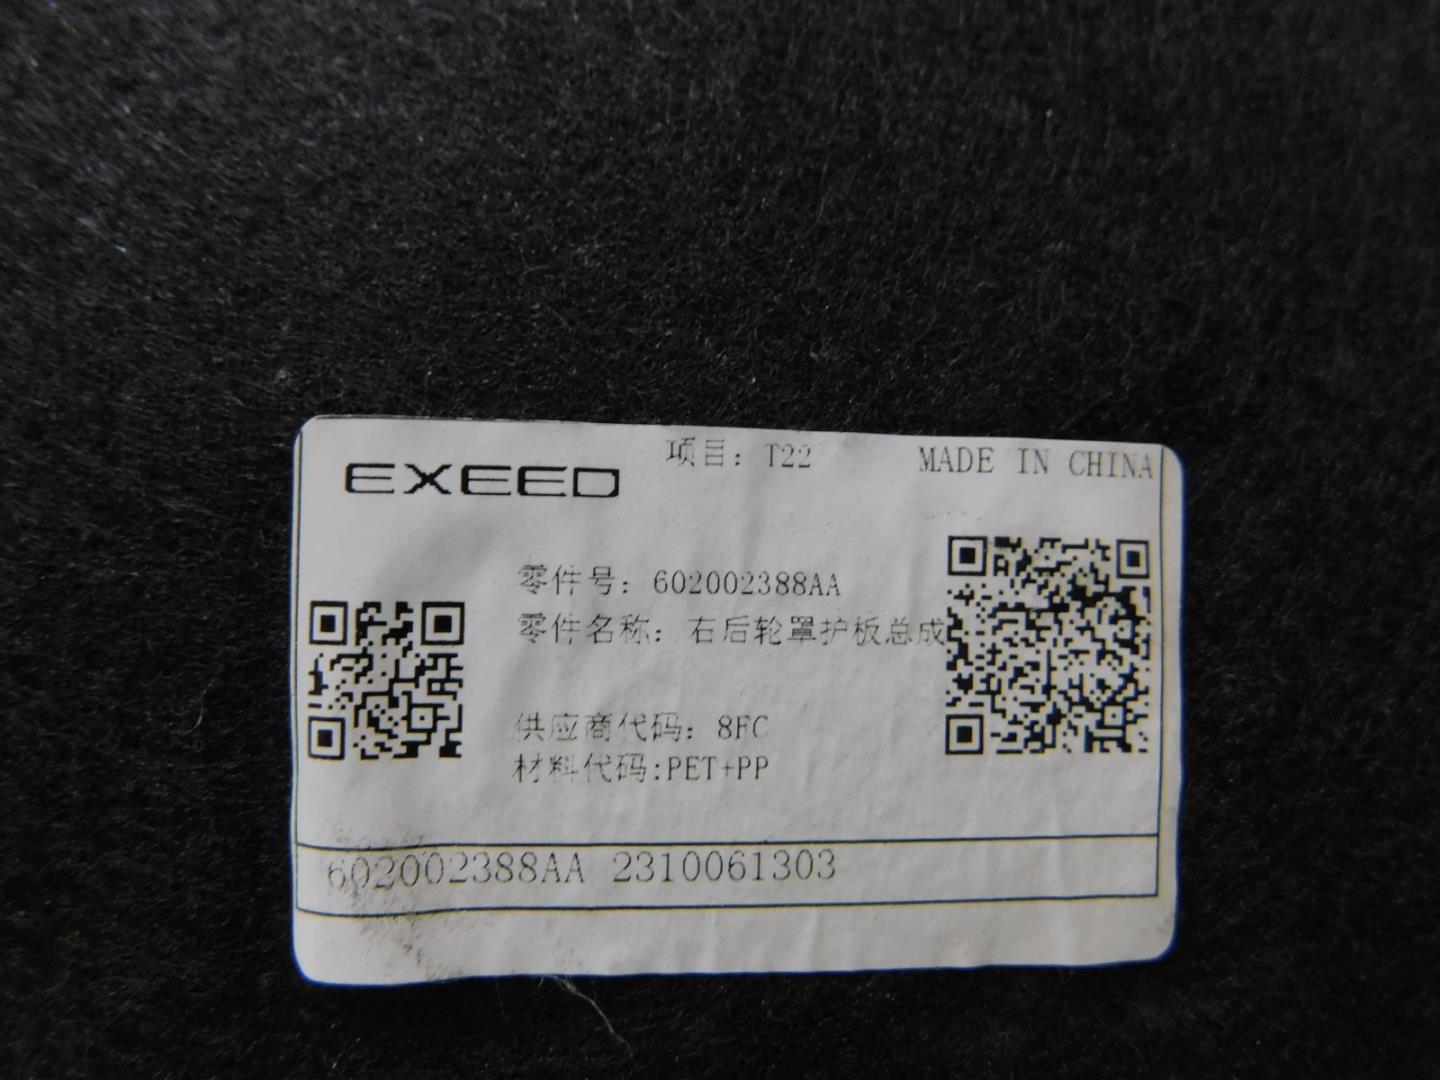 EXEED
项目: T22
MADE IN CHINA
零件号: 602002388AA
零件名称: 右后轮罩护板总成
供应商代码: 8FC
材料代码:PET+PP
602002388AA 2310061303